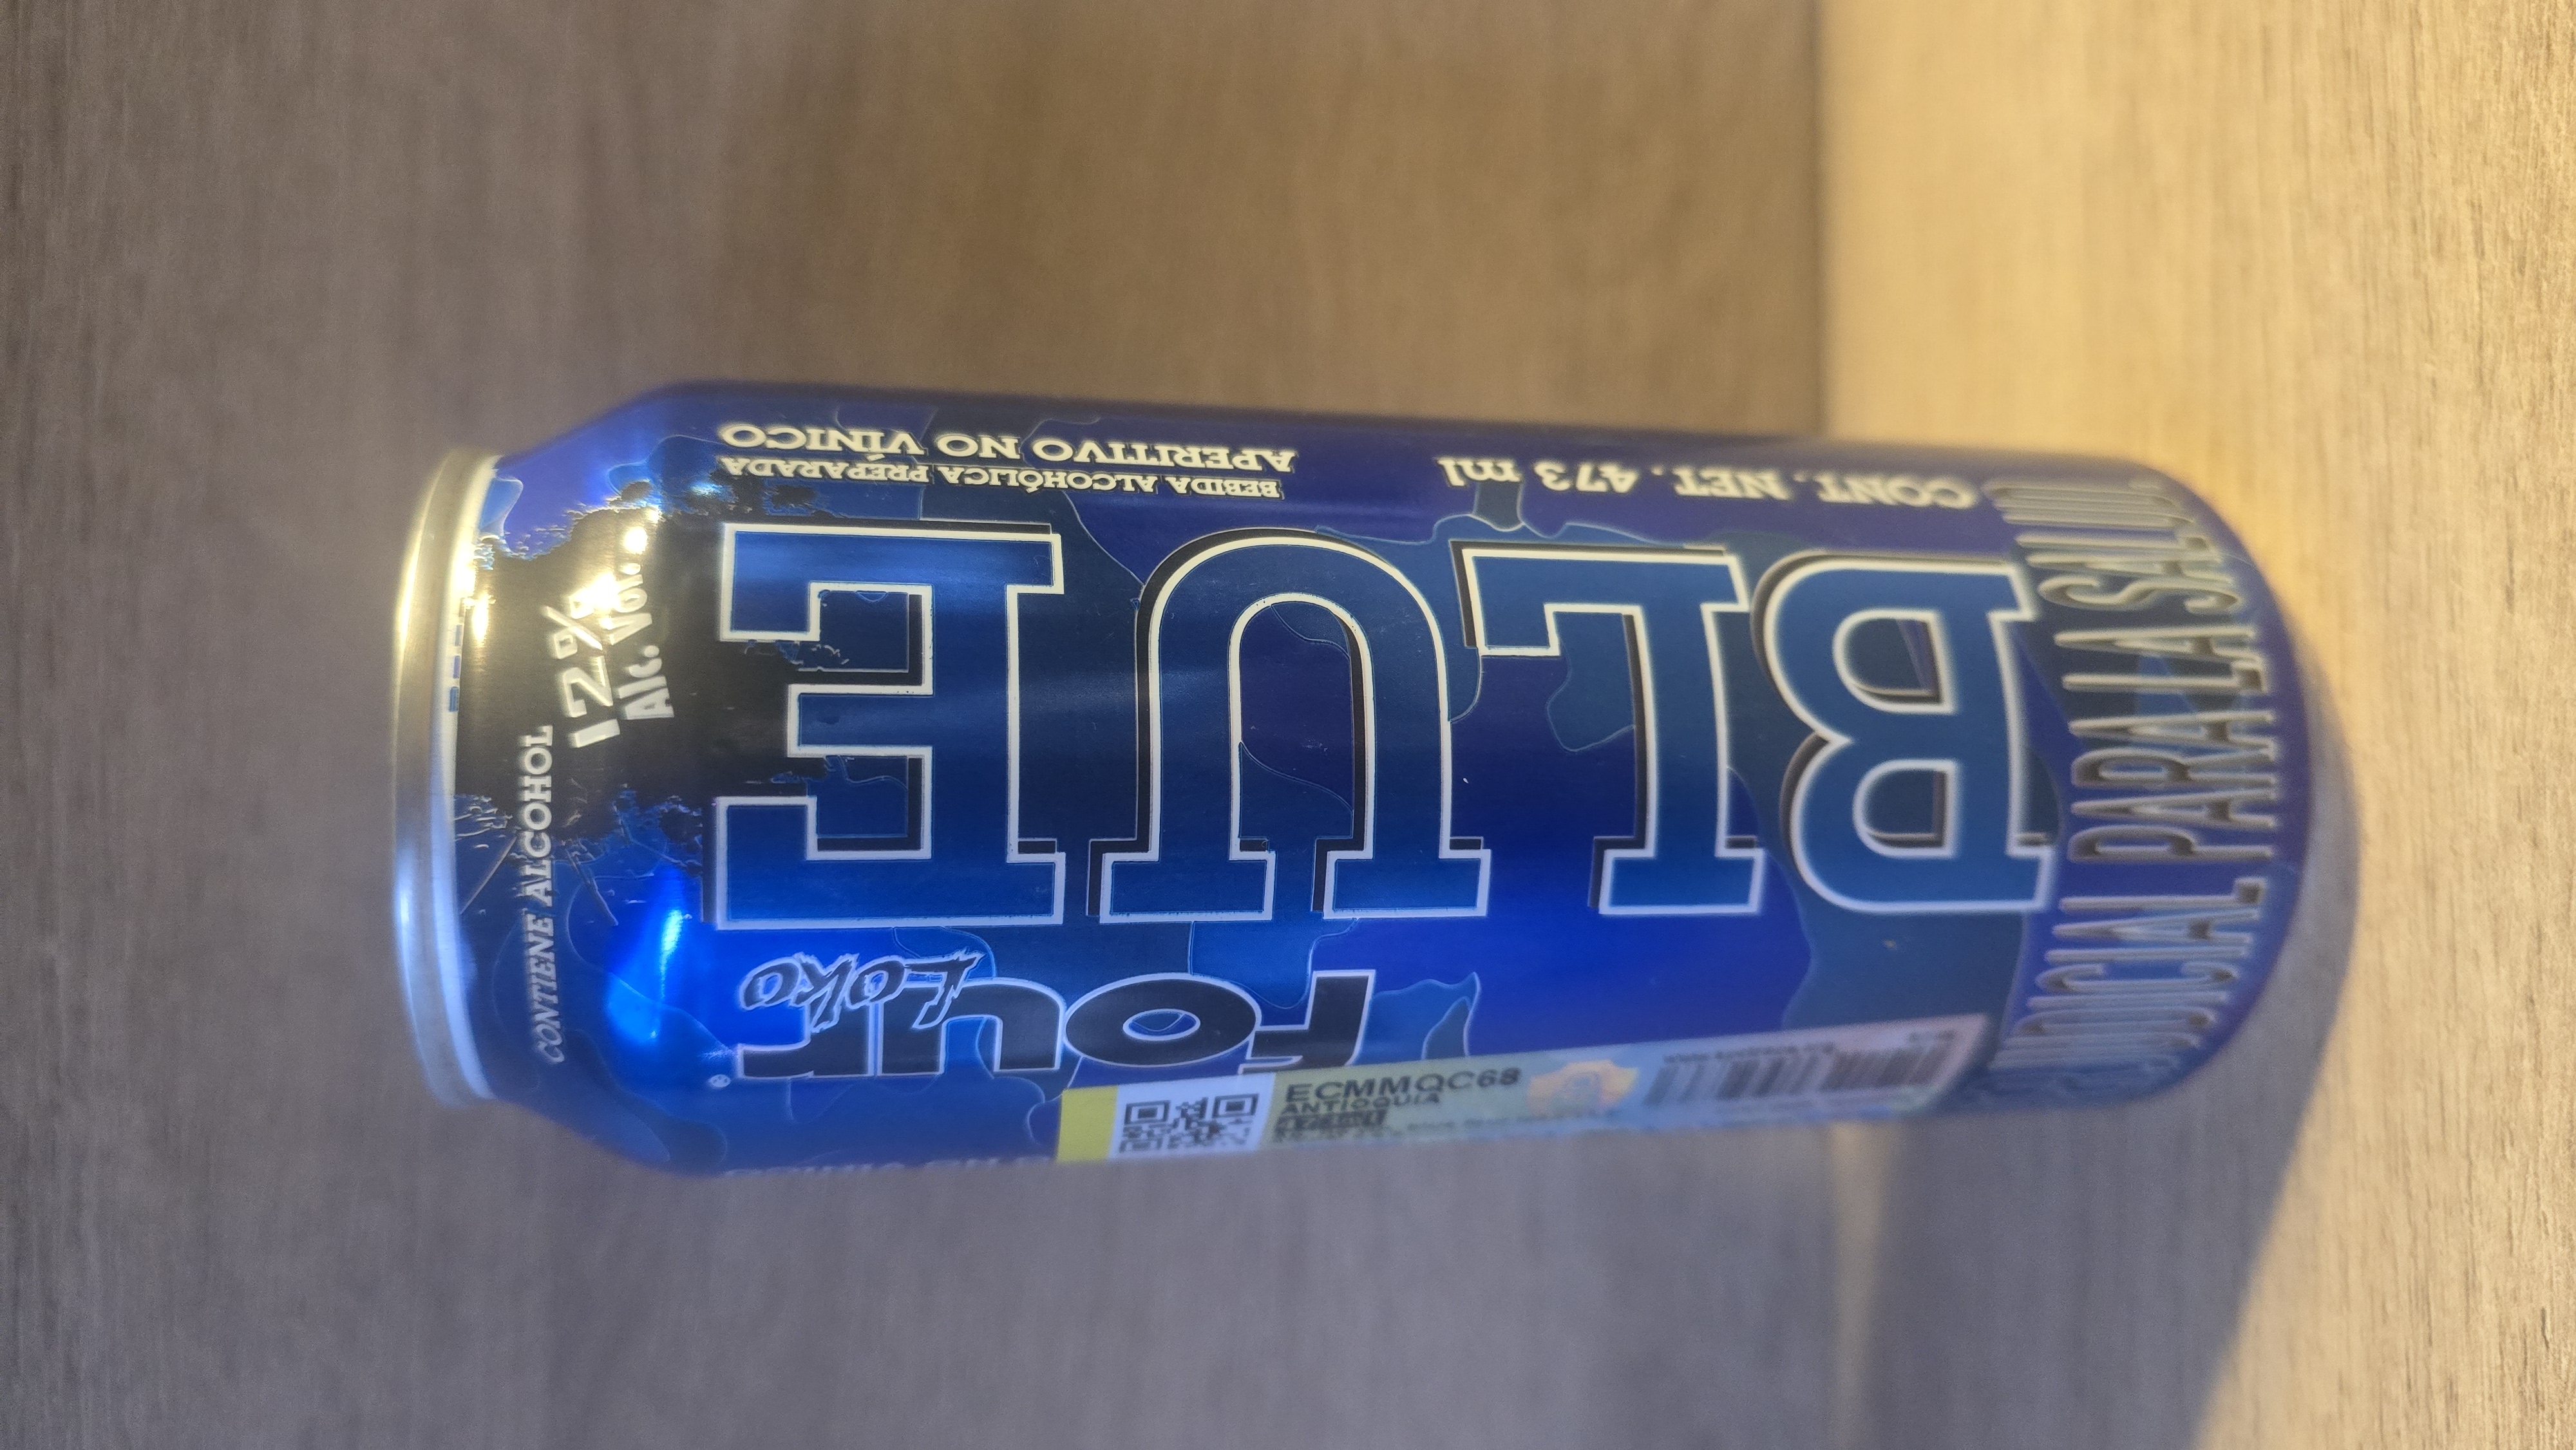 CONTIENE ALCOHOL
12%
Alc. Vol.
BLUE
four
LOKO
BEBIDA ALCOHÓLICA PREPARADA
APERITIVO NO VÍNICO
CONT. NET. 473 ml
PARA LA SALUD.
ECMMQC68
ANTIOQUIA